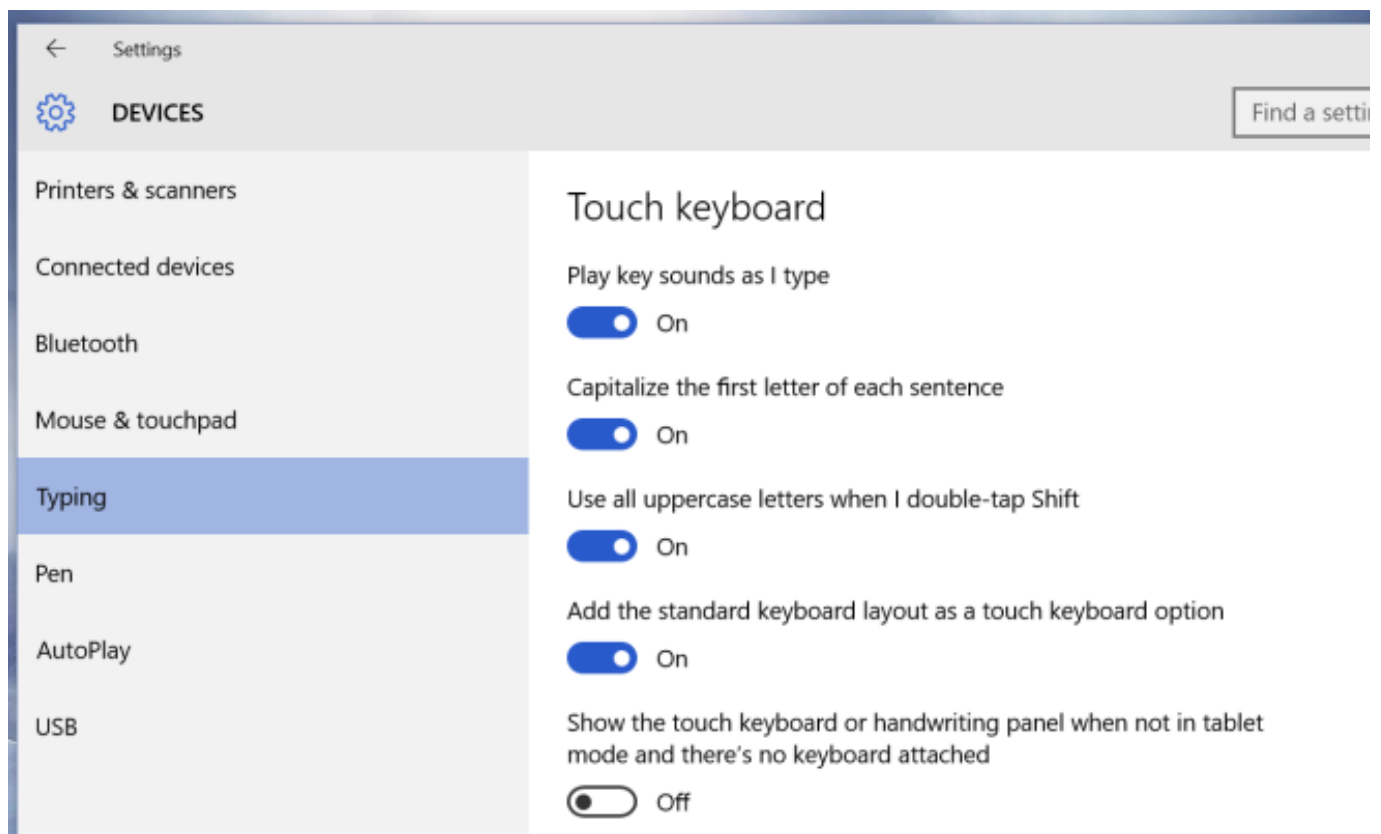 Settings
DEVICES
Find a
Printers & scanners
Connected devices
Bluetooth
Mouse & touchpad
Typing
Pen
AutoPlay
USB
Touch keyboard
Play key sounds as I type
On
Capitalize the first letter of each sentence
On
Use all uppercase letters when I double-tap Shift
On
Add the standard keyboard layout as a touch keyboard option
On
Show the touch keyboard or handwriting panel when not in tablet
mode and there's no keyboard attached
Off